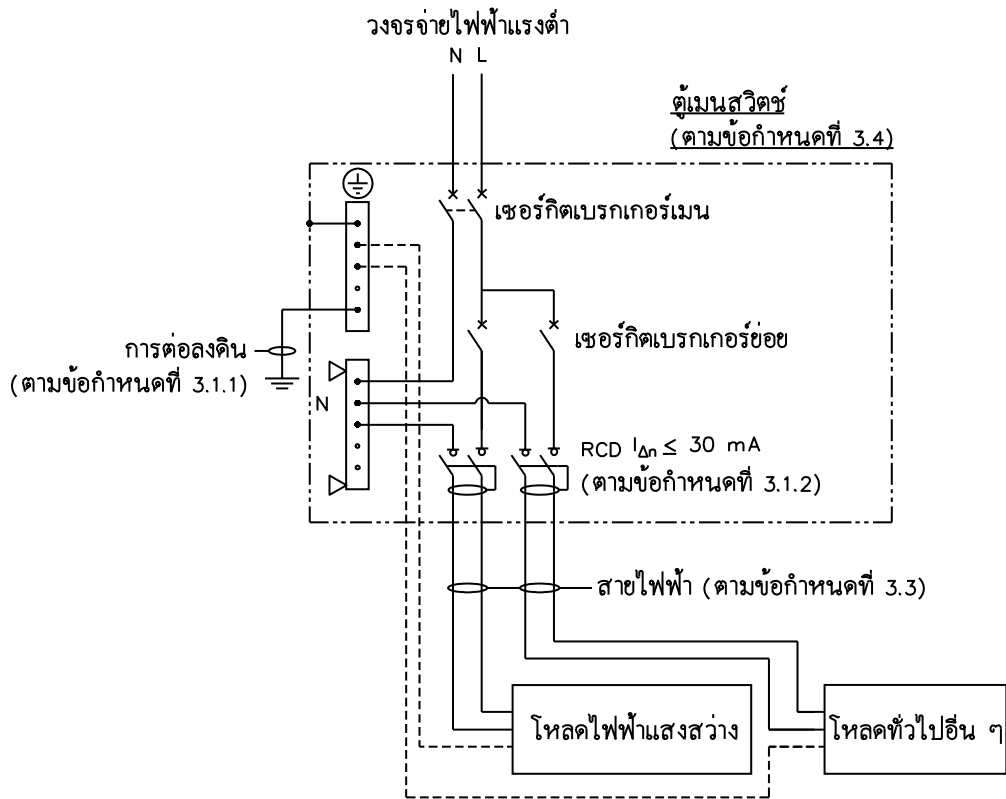 วงจรจ่ายไฟฟ้าแรงต่ำ
N L
ตู้เมนสวิตช์
(ตามข้อกำหนดที่ 3.4)
เซอร์กิตเบรกเกอร์เมน
เซอร์กิตเบรกเกอร์ย่อย
การต่อลงดิน
(ตามข้อกำหนดที่ 3.1.1)
N
RCD IΔn ≤ 30 mA
(ตามข้อกำหนดที่ 3.1.2)
สายไฟฟ้า (ตามข้อกำหนดที่ 3.3)
โหลดไฟฟ้าแสงสว่าง
โหลดทั่วไปอื่น ๆ